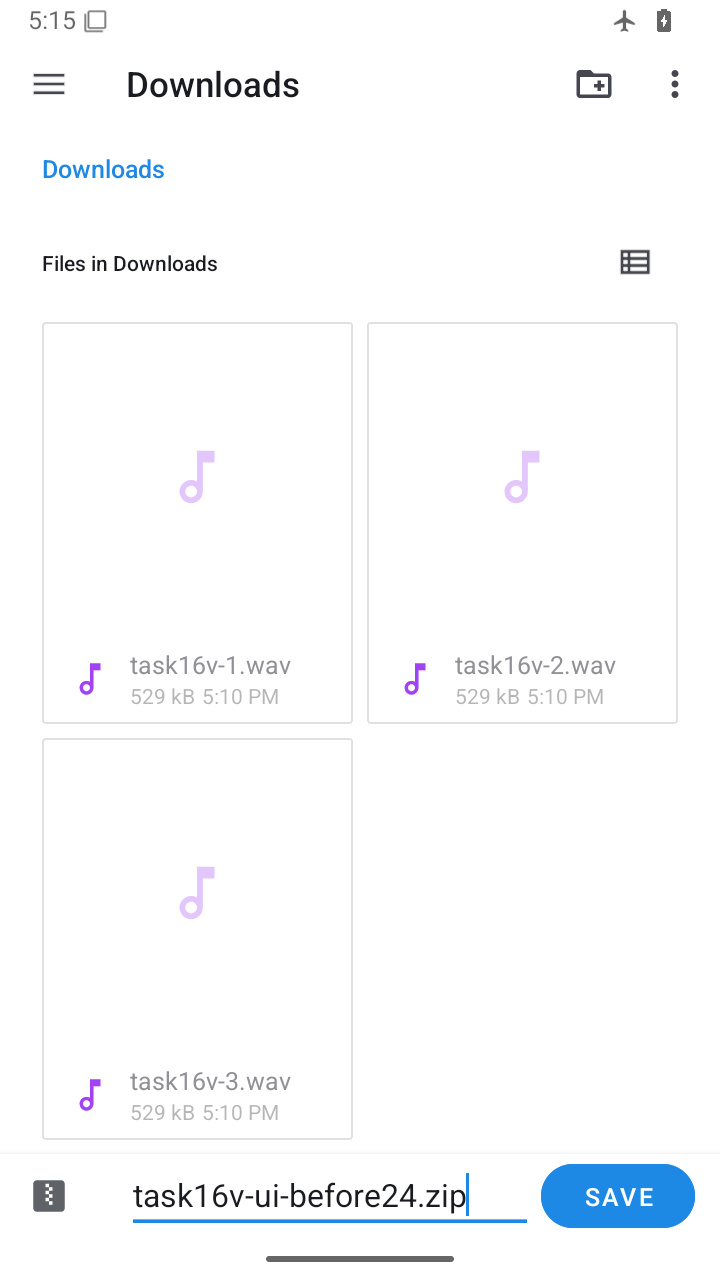 5:15
Downloads
Downloads
Files in Downloads
task16v-1.wav
529 kB 5:10 PM
task16v-2.wav
529 kB 5:10 PM
task16v-3.wav
529 kB 5:10 PM
task16v-ui-before24.zip
SAVE